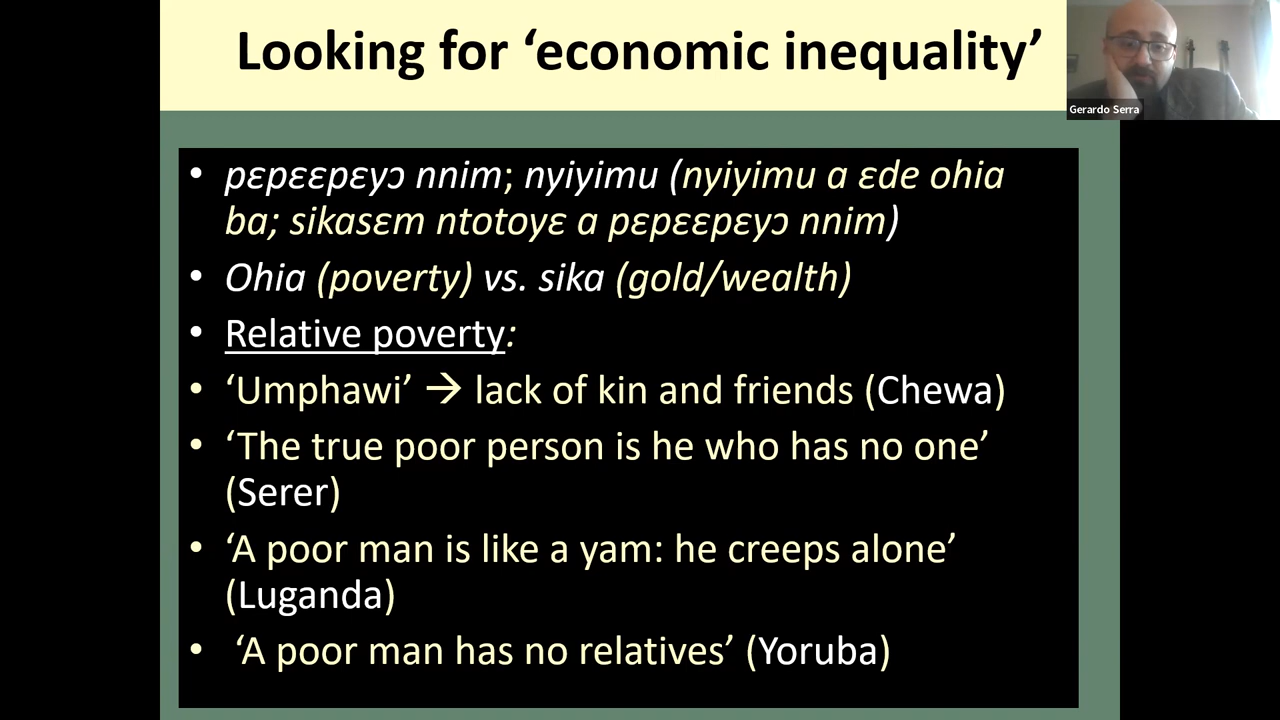 Looking for ‘economic inequality’
Gerardo Serra
• pɛpɛɛpɛyɔ nnim; nyiyimu (nyiyimu a ɛde ohia
ba; sikasɛm ntotoyɛ a pɛpɛɛpɛyɔ nnim)
• Ohia (poverty) vs. sika (gold/wealth)
• Relative poverty:
• ‘Umphawi’ → lack of kin and friends (Chewa)
• ‘The true poor person is he who has no one’
(Serer)
• ‘A poor man is like a yam: he creeps alone’
(Luganda)
• ‘A poor man has no relatives’ (Yoruba)